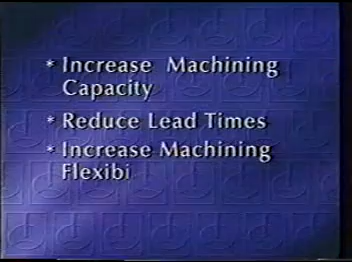 * Increase Machining
Capacity
* Reduce Lead Times
* Increase Machining
Flexibi